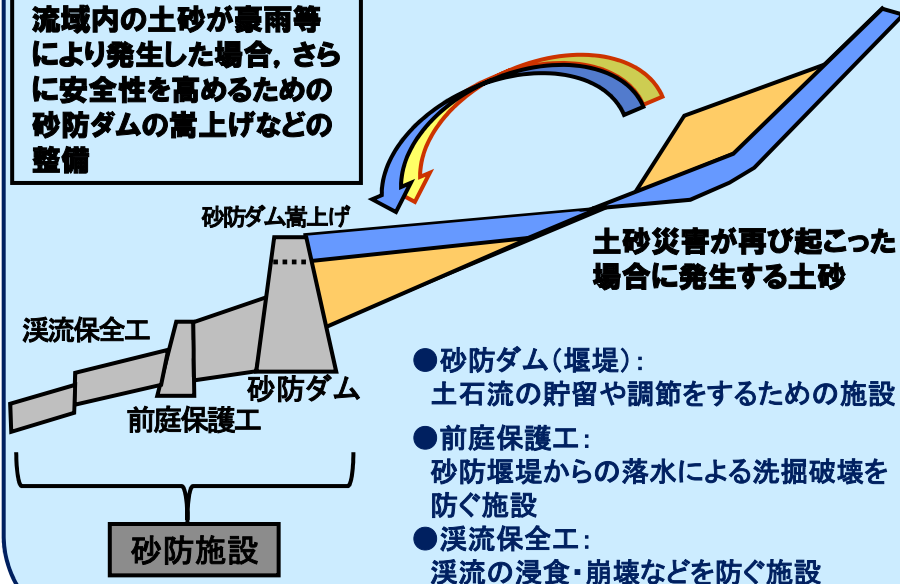 流域内の土砂が豪雨等
により発生した場合，さら
に安全性を高めるための
砂防ダムの嵩上げなどの
整備
砂防ダム嵩上げ
土砂災害が再び起こった
場合に発生する土砂
渓流保全工
砂防ダム
前庭保護工
砂防施設
●砂防ダム（堰堤）：
土石流の貯留や調節をするための施設
●前庭保護工：
砂防堰堤からの落水による洗掘破壊を
防ぐ施設
●渓流保全工：
渓流の浸食・崩壊などを防ぐ施設